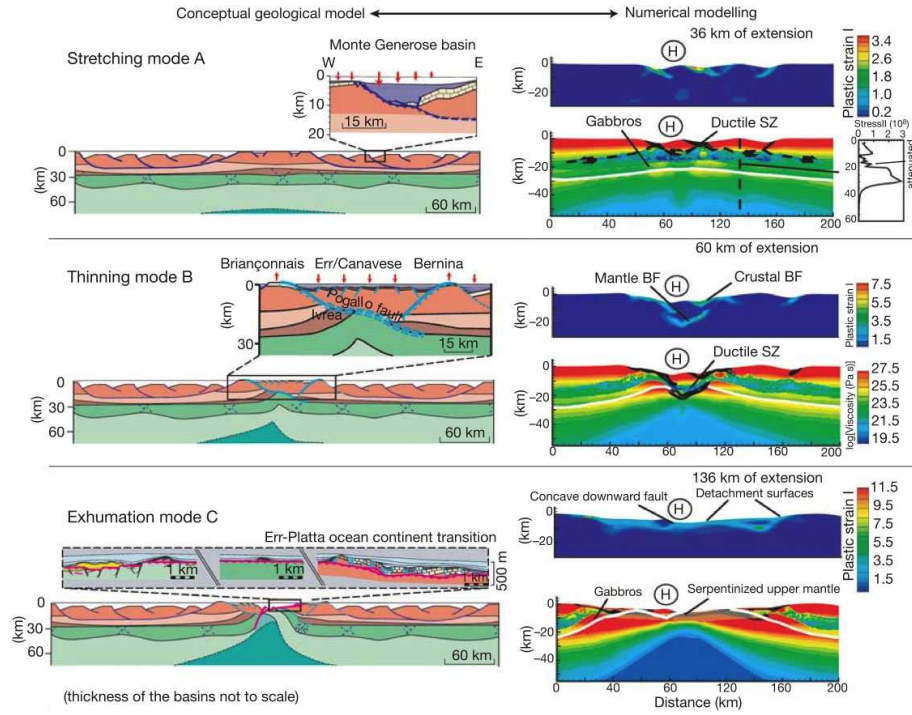 Conceptual geological model
Numerical modelling
Stretching mode A
Monte Generose basin
W
E
0
10
20
(km)
15 km
0
30
60
(km)
60 km
36 km of extension
H
0
−20
(km)
3.4
2.6
1.8
1.0
0.2
Plastic strain I
Gabbros
H
Ductile SZ
0
−20
−40
(km)
0 40 80 120 160 200
StressII (10⁸)
0 1 2 3
0
20
40
60
attenuated
Thinning mode B
Briançonnais
Err/Canavese
Bernina
0
30
(km)
Pogallo fault
Ivrea
15 km
0
30
60
(km)
60 km
60 km of extension
Mantle BF
H
Crustal BF
0
−20
(km)
7.5
5.5
3.5
1.5
Plastic strain I
H
Ductile SZ
0
−20
−40
(km)
0 40 80 120 160 200
27.5
25.5
23.5
21.5
19.5
log[Viscosity (Pa s)]
Exhumation mode C
Err-Platta ocean continent transition
1 km
1 km
1 km
500 m
0
30
60
(km)
60 km
(thickness of the basins not to scale)
136 km of extension
Concave downward fault
H
Detachment surfaces
0
−20
(km)
11.5
9.5
7.5
5.5
3.5
1.5
Plastic strain I
Gabbros
H
Serpentinized upper mantle
0
−20
−40
(km)
0 40 80 120 160 200
Distance (km)